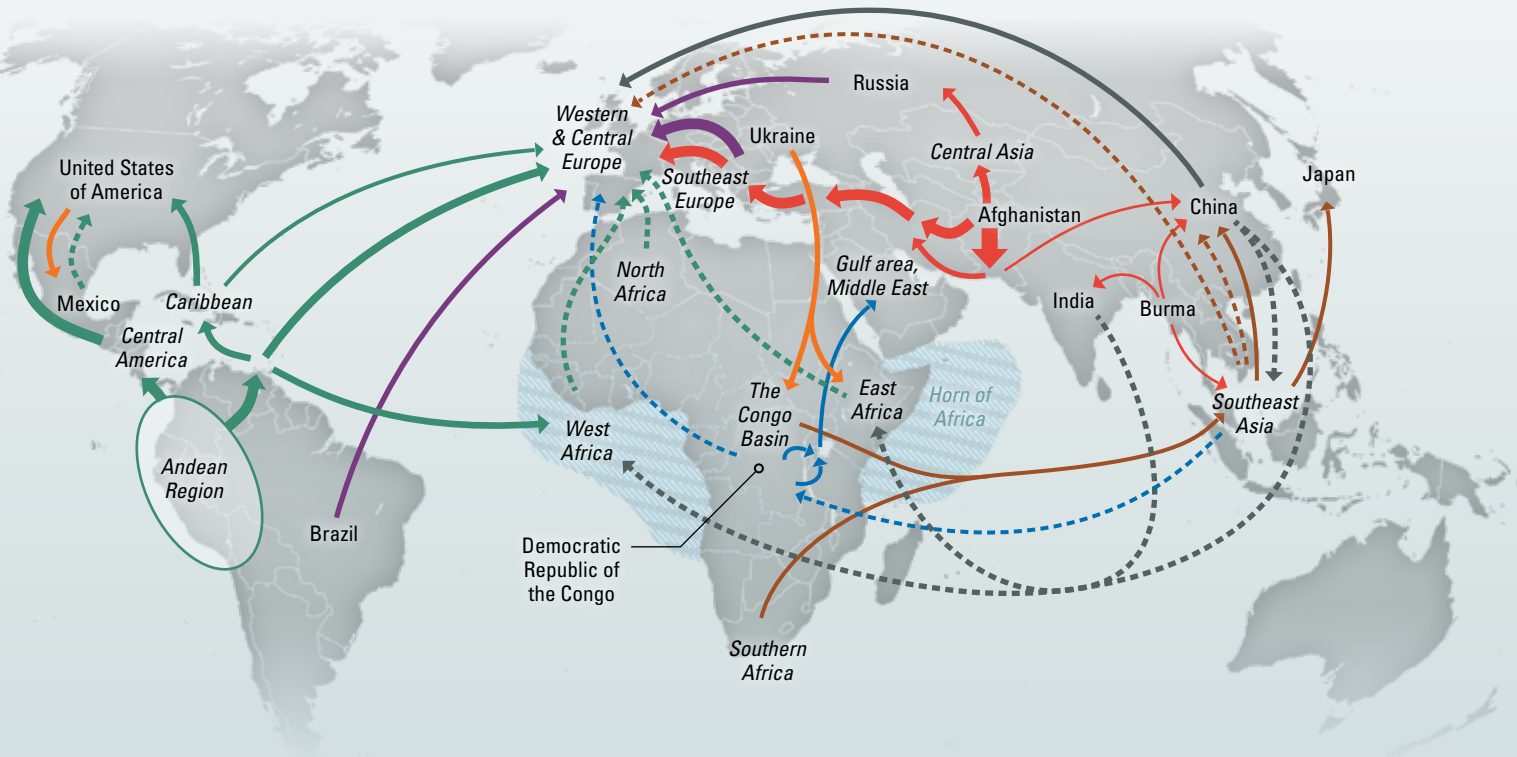 Russia
Western
& Central
Europe
Ukraine
Central Asia
United States
of America
Southeast
Europe
Japan
Afghanistan
China
North
Africa
Gulf area,
Middle East
Mexico
Caribbean
India
Burma
Central
America
The
Congo
Basin
East
Africa
Horn of
Africa
Southeast
Asia
West
Africa
Andean
Region
Brazil
Democratic
Republic of
the Congo
Southern
Africa